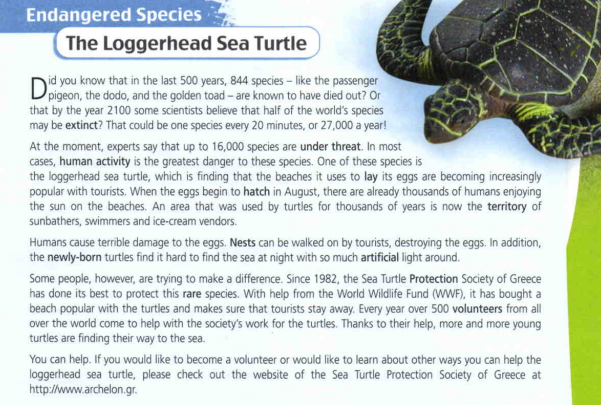 Endangered Species
The Loggerhead Sea Turtle
Did you know that in the last 500 years, 844 species – like the passenger
pigeon, the dodo, and the golden toad – are known to have died out? Or
that by the year 2100 some scientists believe that half of the world's species
may be extinct? That could be one species every 20 minutes, or 27,000 a year!
At the moment, experts say that up to 16,000 species are under threat. In most
cases, human activity is the greatest danger to these species. One of these species is
the loggerhead sea turtle, which is finding that the beaches it uses to lay its eggs are becoming increasingly
popular with tourists. When the eggs begin to hatch in August, there are already thousands of humans enjoying
the sun on the beaches. An area that was used by turtles for thousands of years is now the territory of
sunbathers, swimmers and ice-cream vendors.
Humans cause terrible damage to the eggs. Nests can be walked on by tourists, destroying the eggs. In addition,
the newly-born turtles find it hard to find the sea at night with so much artificial light around.
Some people, however, are trying to make a difference. Since 1982, the Sea Turtle Protection Society of Greece
has done its best to protect this rare species. With help from the World Wildlife Fund (WWF), it has bought a
beach popular with the turtles and makes sure that tourists stay away. Every year over 500 volunteers from all
over the world come to help with the society's work for the turtles. Thanks to their help, more and more young
turtles are finding their way to the sea.
You can help. If you would like to become a volunteer or would like to learn about other ways you can help the
loggerhead sea turtle, please check out the website of the Sea Turtle Protection Society of Greece at
http://www.archelon.gr.